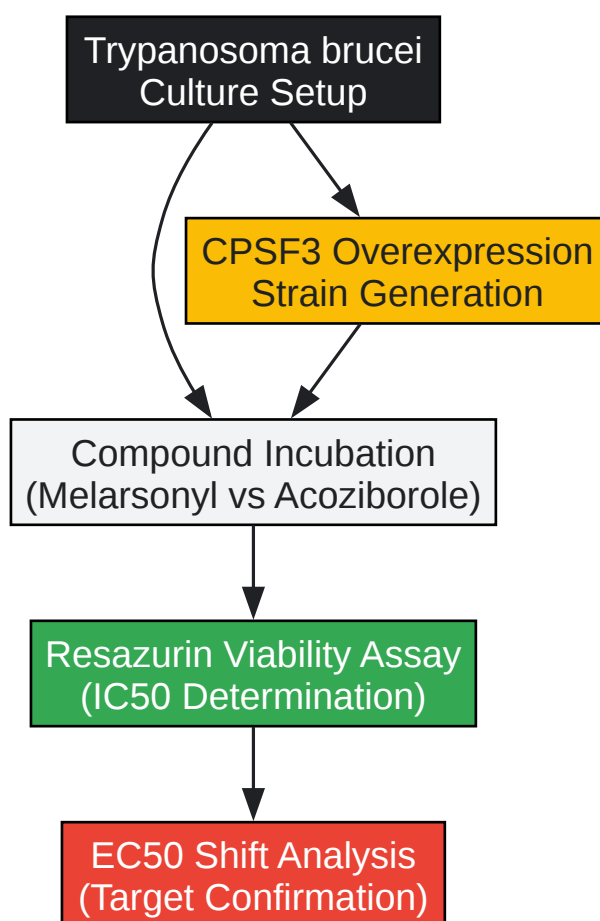 Trypanosoma brucei
Culture Setup
CPSF3 Overexpression
Strain Generation
Compound Incubation
(Melarsonyl vs Acoziborole)
Resazurin Viability Assay
(IC50 Determination)
EC50 Shift Analysis
(Target Confirmation)